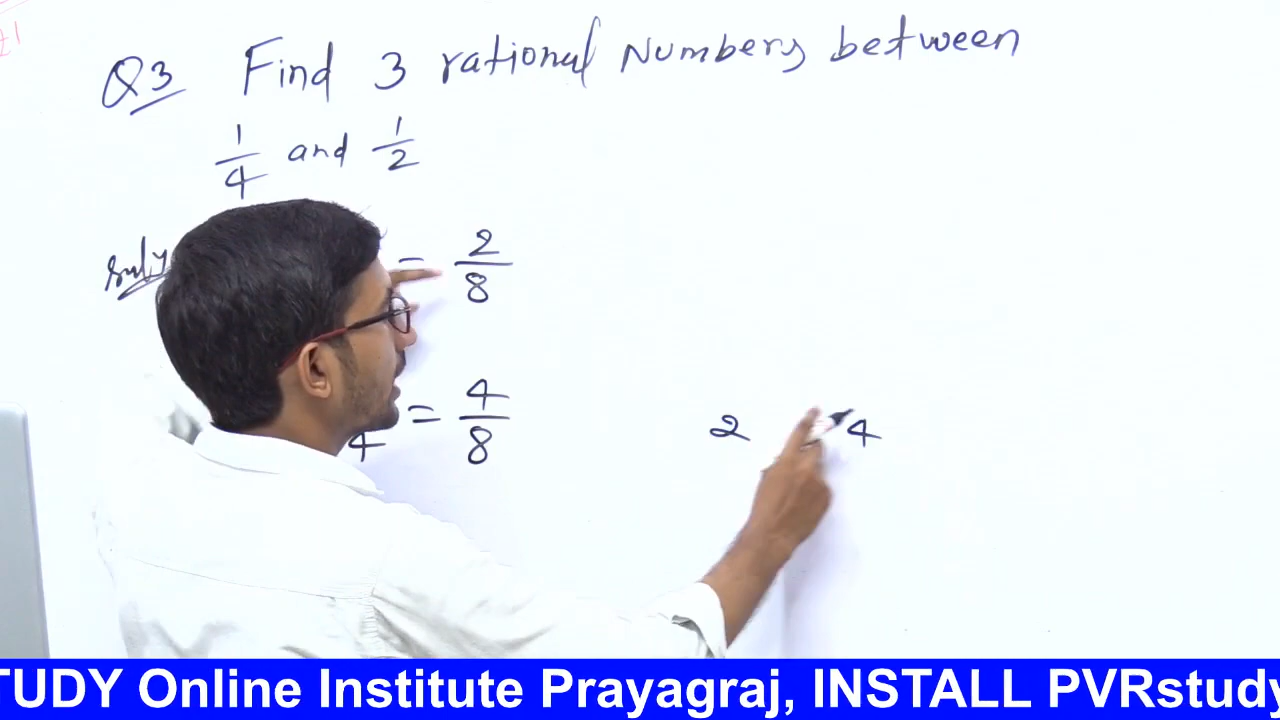 Q3 Find 3 rational Numbers between
1/4 and 1/2
= 2/8
4 = 4/8
2 4
TUDY Online Institute Prayagraj, INSTALL PVRstudy